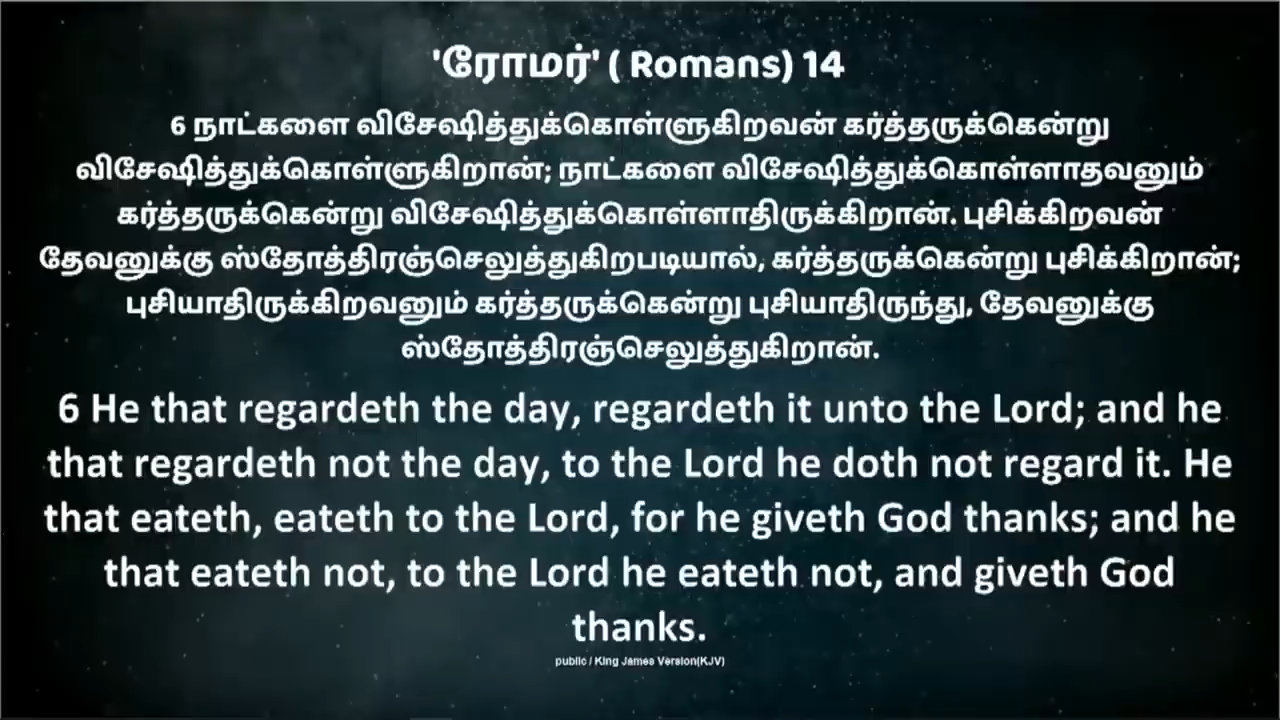 'ரோமர்' ( Romans) 14
6 நாட்களை விசேஷித்துக்கொள்ளுகிறவன் கர்த்தருக்கென்று
விசேஷித்துக்கொள்ளுகிறான்; நாட்களை விசேஷித்துக்கொள்ளாதவனும்
கர்த்தருக்கென்று விசேஷித்துக்கொள்ளாதிருக்கிறான். புசிக்கிறவன்
தேவனுக்கு ஸ்தோத்திரஞ்செலுத்துகிறபடியால், கர்த்தருக்கென்று புசிக்கிறான்;
புசியாதிருக்கிறவனும் கர்த்தருக்கென்று புசியாதிருந்து, தேவனுக்கு
ஸ்தோத்திரஞ்செலுத்துகிறான்.
6 He that regardeth the day, regardeth it unto the Lord; and he
that regardeth not the day, to the Lord he doth not regard it. He
that eateth, eateth to the Lord, for he giveth God thanks; and he
that eateth not, to the Lord he eateth not, and giveth God
thanks.
public / King James Version(KJV)